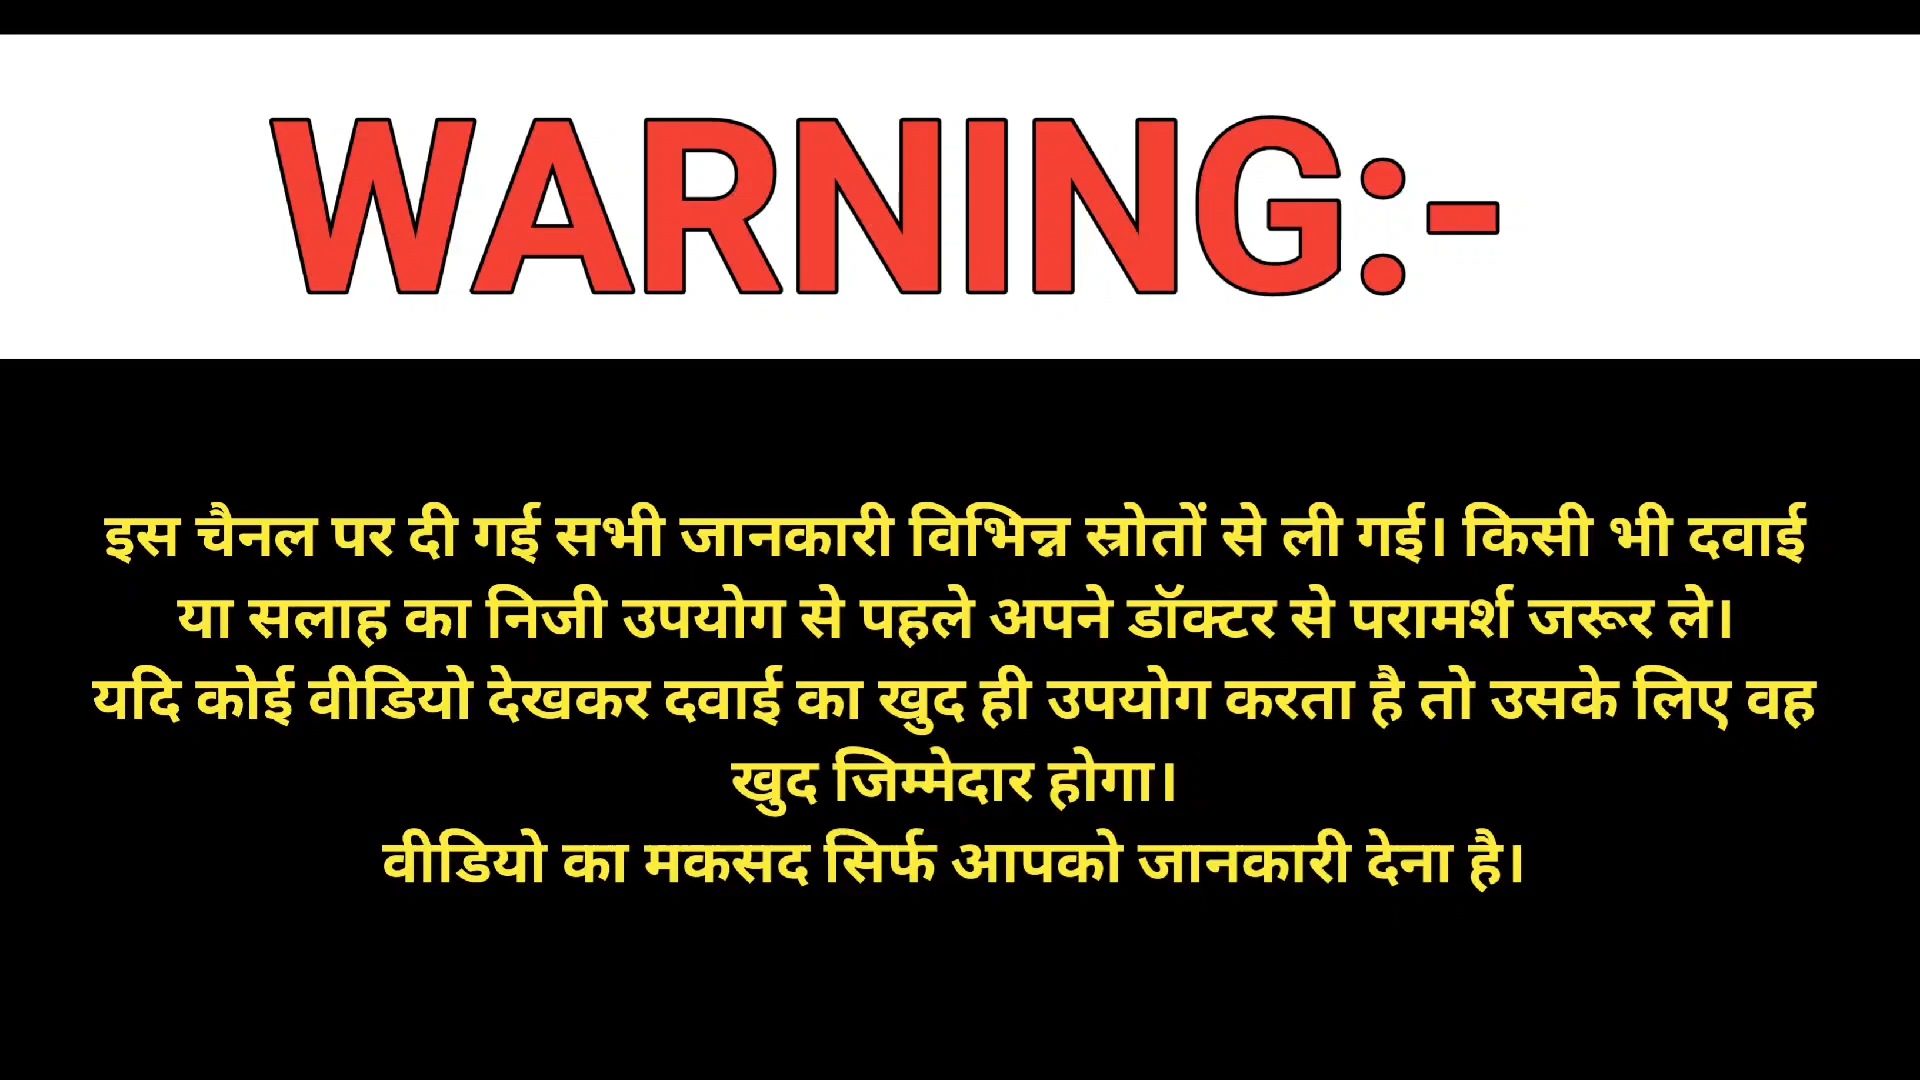 WARNING:-
इस चैनल पर दी गई सभी जानकारी विभिन्न स्रोतों से ली गई। किसी भी दवाई
या सलाह का निजी उपयोग से पहले अपने डॉक्टर से परामर्श जरूर ले।
यदि कोई वीडियो देखकर दवाई का खुद ही उपयोग करता है तो उसके लिए वह
खुद जिम्मेदार होगा।
वीडियो का मकसद सिर्फ आपको जानकारी देना है।